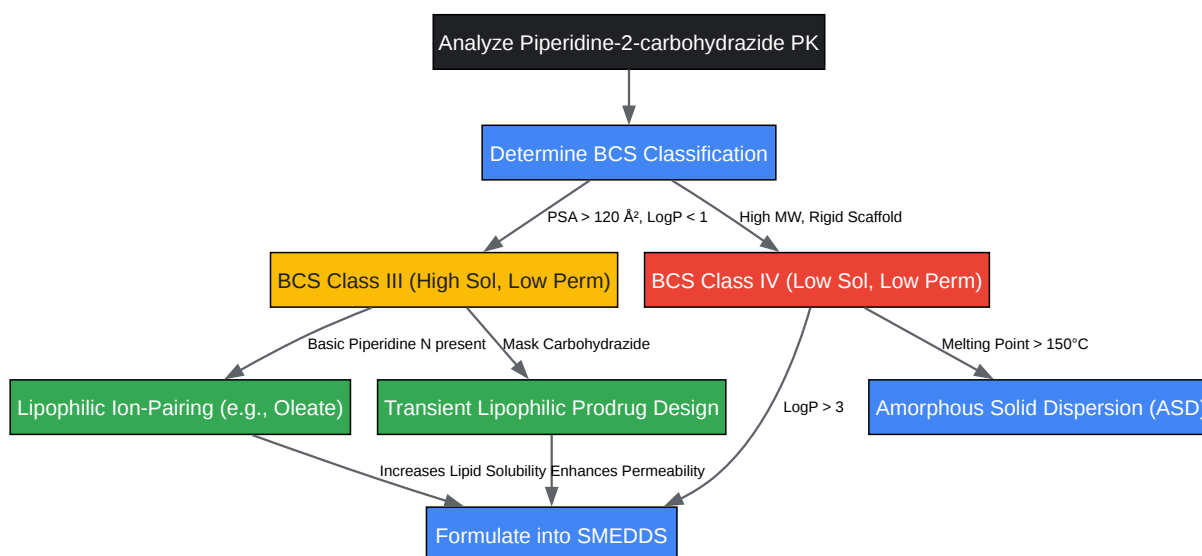 Analyze Piperidine-2-carbohydrazide PK
Determine BCS Classification
PSA > 120 Å², LogP < 1
High MW, Rigid Scaffold
BCS Class III (High Sol, Low Perm)
BCS Class IV (Low Sol, Low Perm)
Basic Piperidine N present
Mask Carbohydrazide
Melting Point > 150°C
Lipophilic Ion-Pairing (e.g., Oleate)
Transient Lipophilic Prodrug Design
LogP > 3
Amorphous Solid Dispersion (ASD)
Increases Lipid Solubility
Enhances Permeability
Formulate into SMEDDS